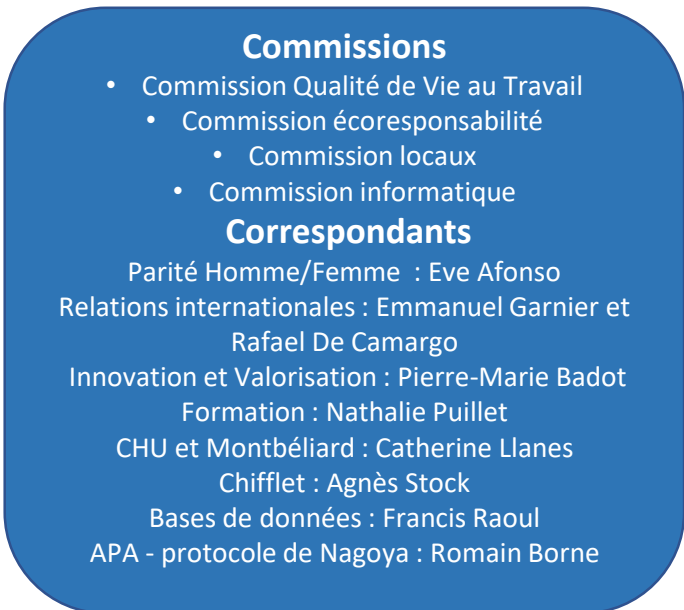 Commissions
• Commission Qualité de Vie au Travail
• Commission écoresponsabilité
• Commission locaux
• Commission informatique
Correspondants
Parité Homme/Femme : Eve Afonso
Relations internationales : Emmanuel Garnier et
Rafael De Camargo
Innovation et Valorisation : Pierre-Marie Badot
Formation : Nathalie Puillet
CHU et Montbéliard : Catherine Llanes
Chifflet : Agnès Stock
Bases de données : Francis Raoul
APA - protocole de Nagoya : Romain Borne